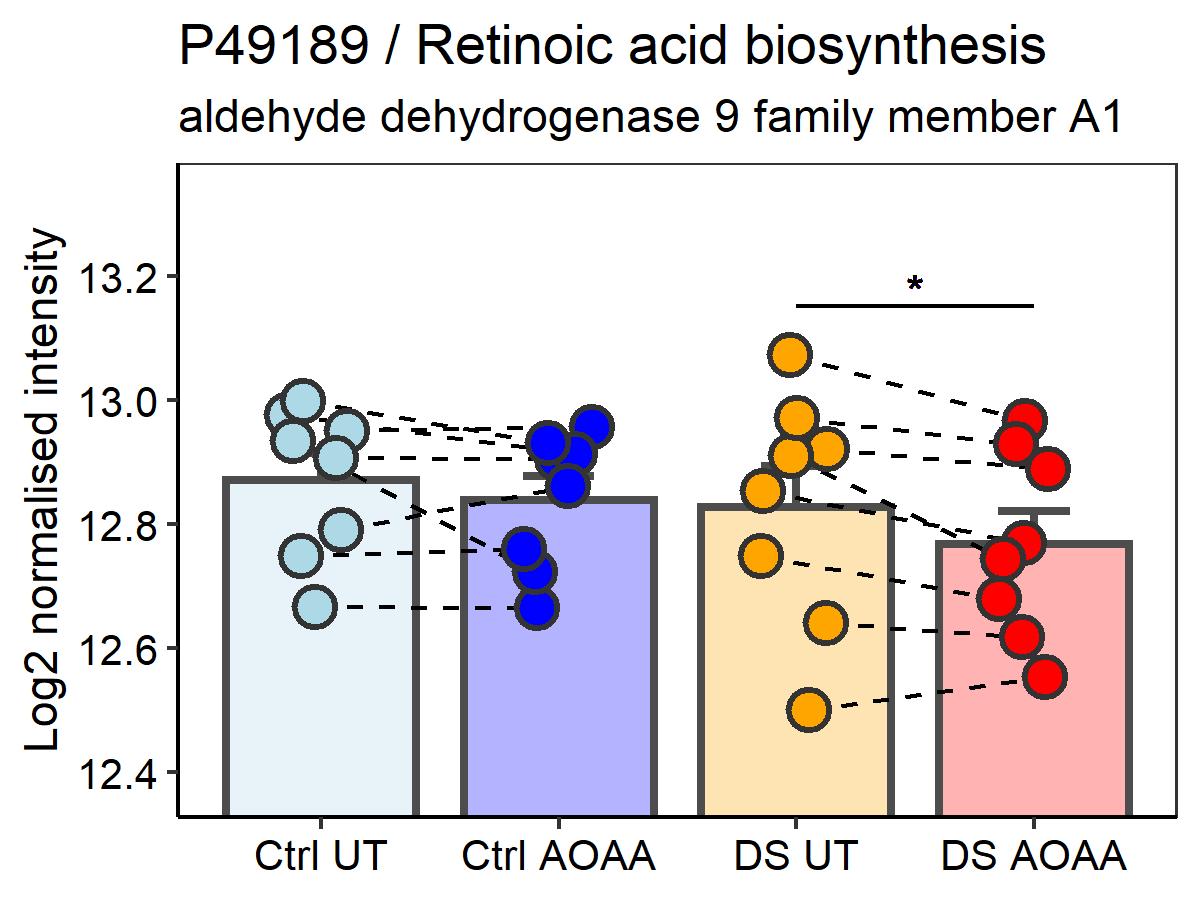 P49189 / Retinoic acid biosynthesis
aldehyde dehydrogenase 9 family member A1
Log2 normalised intensity
13.2
13.0
12.8
12.6
12.4
*
Ctrl UT
Ctrl AOAA
DS UT
DS AOAA